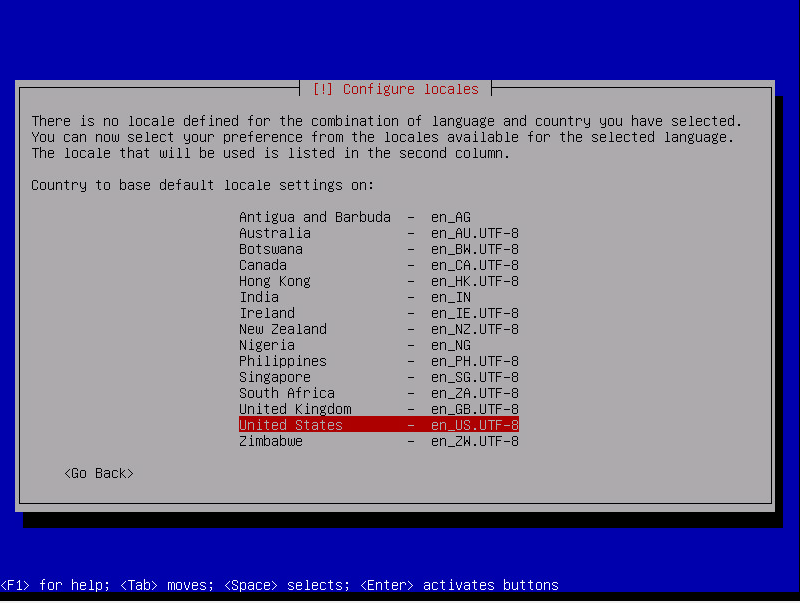 [!] Configure locales
There is no locale defined for the combination of language and country you have selected.
You can now select your preference from the locales available for the selected language.
The locale that will be used is listed in the second column.
Country to base default locale settings on:
Antigua and Barbuda - en_AG
Australia - en_AU.UTF-8
Botswana - en_BW.UTF-8
Canada - en_CA.UTF-8
Hong Kong - en_HK.UTF-8
India - en_IN
Ireland - en_IE.UTF-8
New Zealand - en_NZ.UTF-8
Nigeria - en_NG
Philippines - en_PH.UTF-8
Singapore - en_SG.UTF-8
South Africa - en_ZA.UTF-8
United Kingdom - en_GB.UTF-8
United States - en_US.UTF-8
Zimbabwe - en_ZW.UTF-8
<Go Back>
<F1> for help; <Tab> moves; <Space> selects; <Enter> activates buttons